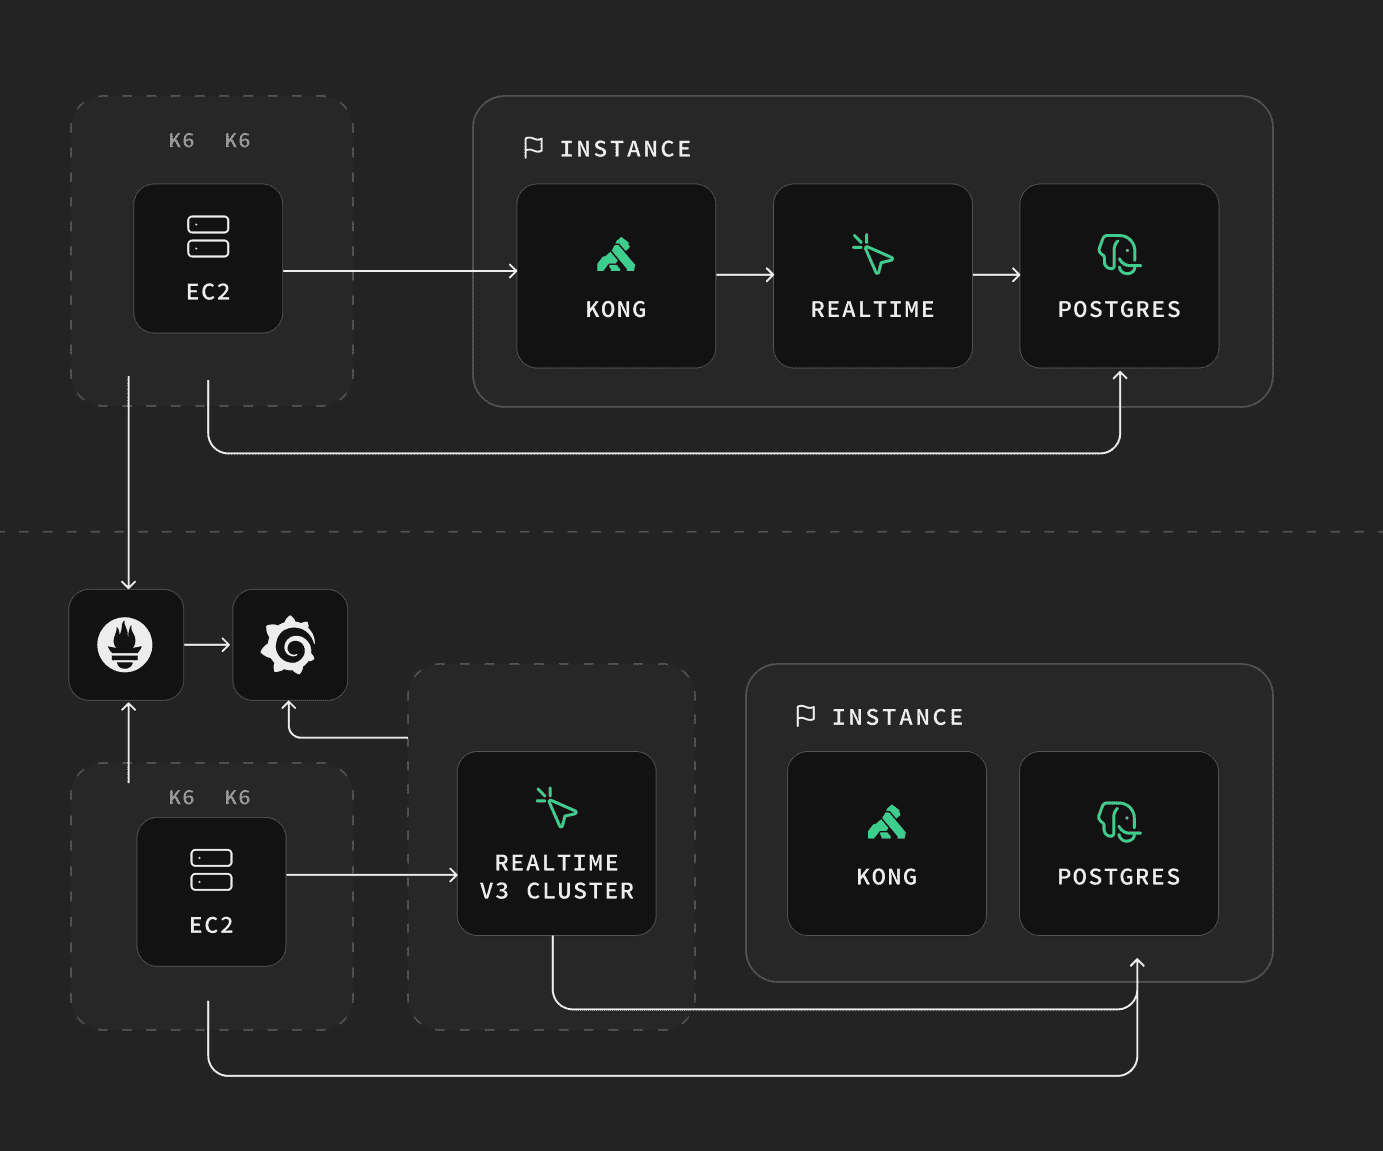 K6 K6
EC2
INSTANCE
KONG
REALTIME
POSTGRES
K6 K6
EC2
REALTIME
V3 CLUSTER
INSTANCE
KONG
POSTGRES